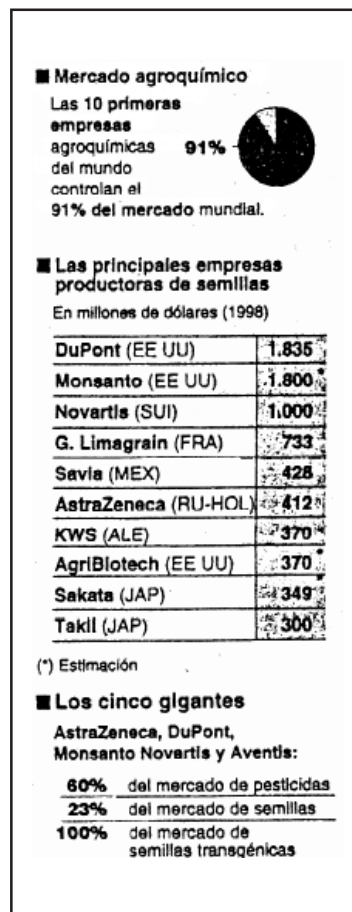 ■ Mercado agroquímico
Las 10 primeras
empresas
agroquímicas
del mundo
controlan el
91% del mercado mundial.
91%
■ Las principales empresas
productoras de semillas
En millones de dólares (1998)
DuPont (EE UU) 1.835
Monsanto (EE UU) 1.800*
Novartis (SUI) 1.000
G. Limagrain (FRA) 733
Savia (MEX) 428
AstraZeneca (RU-HOL) 412
KWS (ALE) 370*
AgriBiotech (EE UU) 370*
Sakata (JAP) 349*
Takii (JAP) 300
(*) Estimación
■ Los cinco gigantes
AstraZeneca, DuPont,
Monsanto Novartis y Aventis:
60% del mercado de pesticidas
23% del mercado de semillas
100% del mercado de
semillas transgénicas